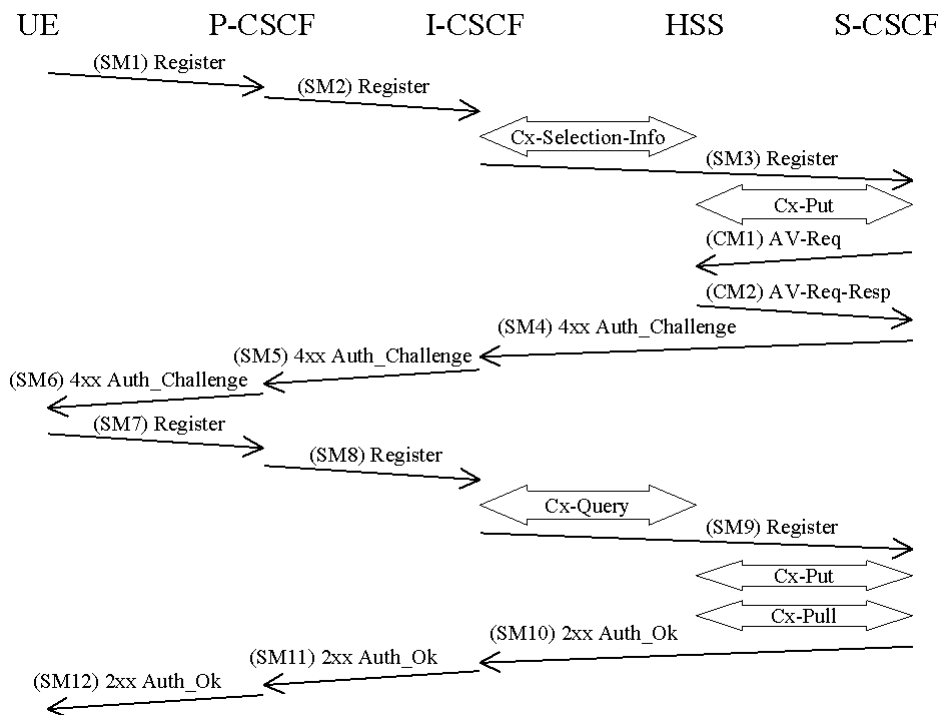 UE P-CSCF I-CSCF HSS S-CSCF
(SM1) Register
(SM2) Register
Cx-Selection-Info
(SM3) Register
Cx-Put
(CM1) AV-Req
(CM2) AV-Req-Resp
(SM4) 4xx Auth_Challenge
(SM5) 4xx Auth_Challenge
(SM6) 4xx Auth_Challenge
(SM7) Register
(SM8) Register
Cx-Query
(SM9) Register
Cx-Put
Cx-Pull
(SM10) 2xx Auth_Ok
(SM11) 2xx Auth_Ok
(SM12) 2xx Auth_Ok